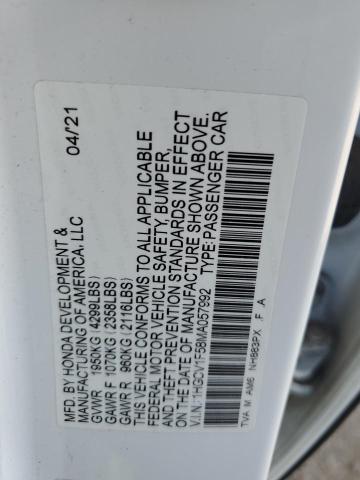 MFD. BY HONDA DEVELOPMENT & 04/21
MANUFACTURING OF AMERICA, LLC
GVWR 1950KG (4299LBS)
GAWR F 1070KG (2358LBS)
GAWR R 960KG (2116LBS)
THIS VEHICLE CONFORMS TO ALL APPLICABLE
FEDERAL MOTOR VEHICLE SAFETY, BUMPER,
AND THEFT PREVENTION STANDARDS IN EFFECT
ON THE DATE OF MANUFACTURE SHOWN ABOVE.
V.I.N.: 1HGCV1F58MA057992 TYPE: PASSENGER CAR
TVA M AM6 NH883PX F A